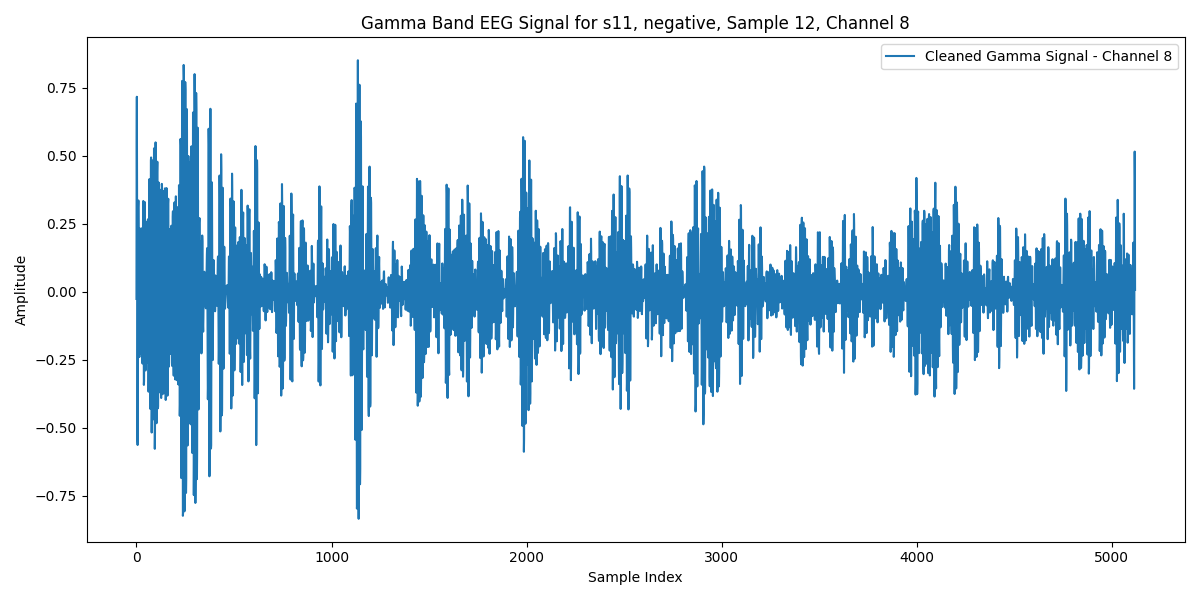 Gamma Band EEG Signal for s11, negative, Sample 12, Channel 8
Cleaned Gamma Signal - Channel 8
Amplitude
0.75
0.50
0.25
0.00
−0.25
−0.50
−0.75
0 1000 2000 3000 4000 5000
Sample Index